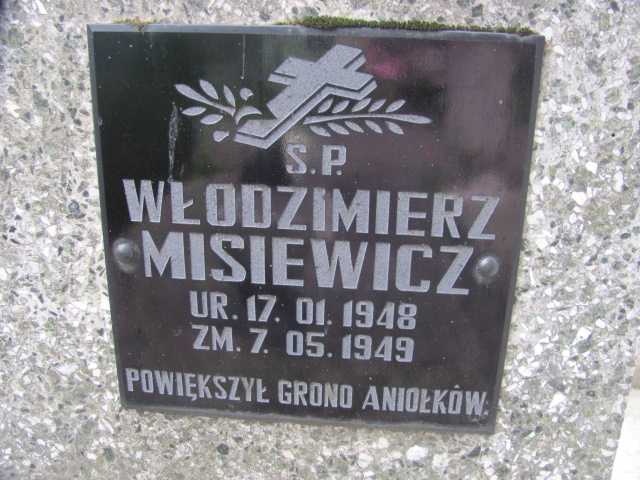 Ś.P.
WŁODZIMIERZ
MISIEWICZ
UR. 17. 01. 1948
ZM. 7. 05. 1949
POWIĘKSZYŁ GRONO ANIOŁKÓW.